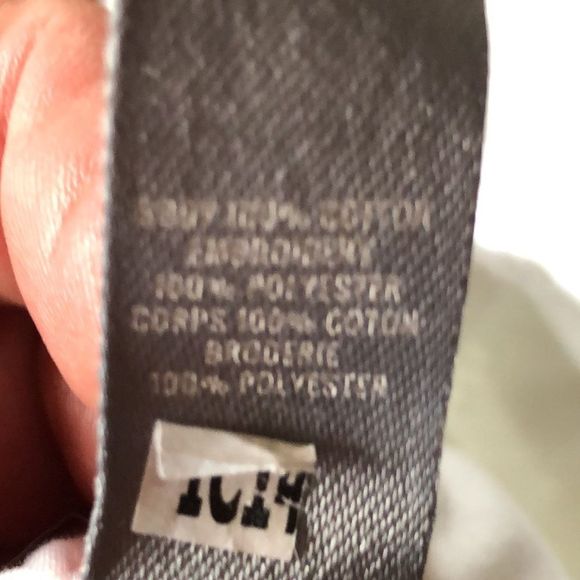 BODY 100% COTTON
EMBROIDERY
100% POLYESTER
CORPS 100% COTON
BRODERIE
100% POLYESTER